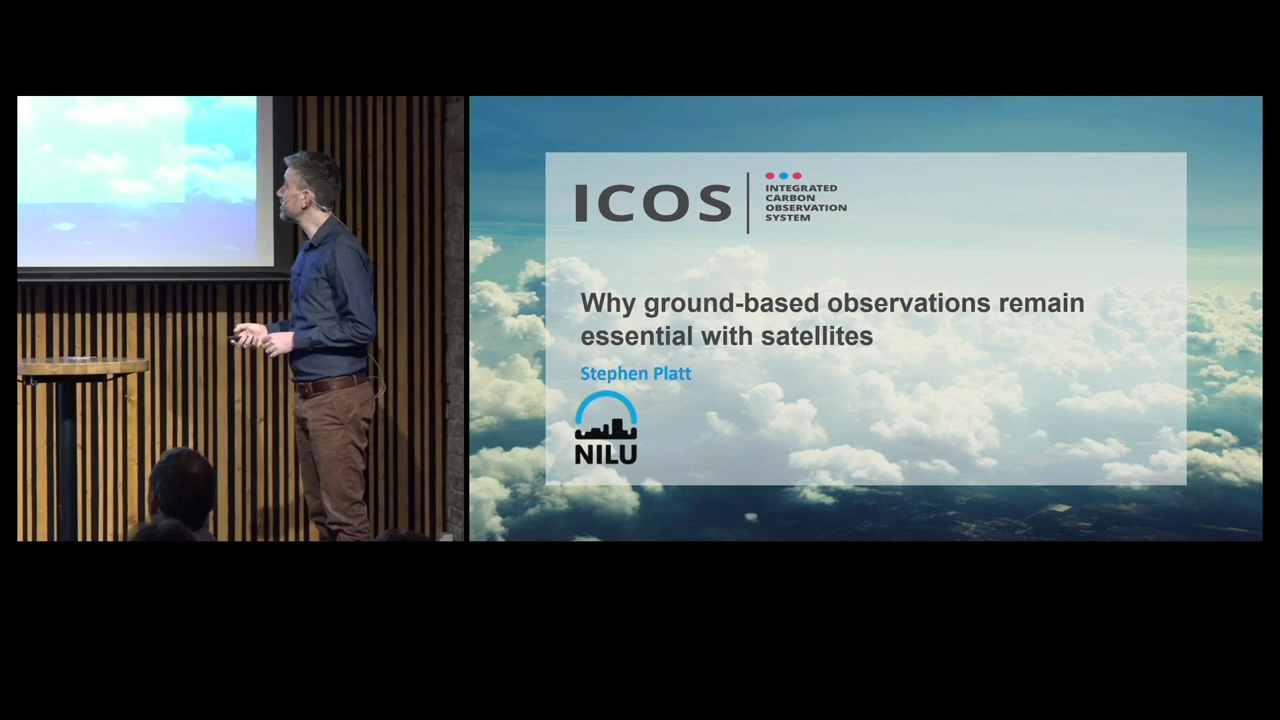 ICOS
INTEGRATED
CARBON
OBSERVATION
SYSTEM
Why ground-based observations remain
essential with satellites
Stephen Platt
NILU